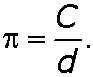 π = C/d.